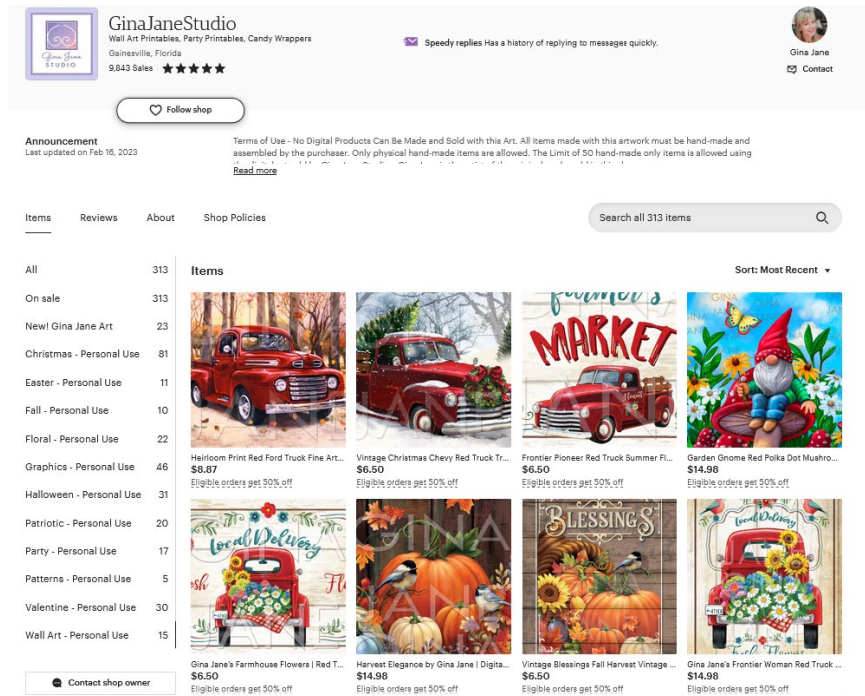 GinaJaneStudio
Wall Art Printables, Party Printables, Candy Wrappers
Gainesville, Florida
9,843 Sales
Gina Jane
STUDIO
Follow shop
Speedy replies Has a history of replying to messages quickly.
Gina Jane
Contact
Announcement
Last updated on Feb 16, 2023
Terms of Use - No Digital Products Can Be Made and Sold with this Art. All items made with this artwork must be hand-made and
assembled by the purchaser. Only physical hand-made items are allowed. The Limit of 50 hand-made only items is allowed using
Read more
Items
Reviews
About
Shop Policies
Search all 313 items
All 313
On sale 313
New! Gina Jane Art 23
Christmas - Personal Use 81
Easter - Personal Use 11
Fall - Personal Use 10
Floral - Personal Use 22
Graphics - Personal Use 46
Halloween - Personal Use 31
Patriotic - Personal Use 20
Party - Personal Use 17
Patterns - Personal Use 5
Valentine - Personal Use 30
Wall Art - Personal Use 15
Contact shop owner
Items
Sort: Most Recent
Farmer's
MARKET
GINA
JANE
Heirloom Print Red Ford Truck Fine Art...
$8.87
Eligible orders get 50% off
Vintage Christmas Chevy Red Truck Tr...
$6.50
Eligible orders get 50% off
Frontier Pioneer Red Truck Summer Fl...
$6.50
Eligible orders get 50% off
Garden Gnome Red Polka Dot Mushro...
$14.98
Eligible orders get 50% off
Local Delivery
GINA
JANE
BLESSINGS
Local Delivery
Fresh Flowers
Gina Jane's Farmhouse Flowers | Red T...
$6.50
Eligible orders get 50% off
Harvest Elegance by Gina Jane | Digita...
$14.98
Eligible orders get 50% off
Vintage Blessings Fall Harvest Vintage ...
$6.50
Eligible orders get 50% off
Gina Jane's Frontier Woman Red Truck ...
$14.98
Eligible orders get 50% off